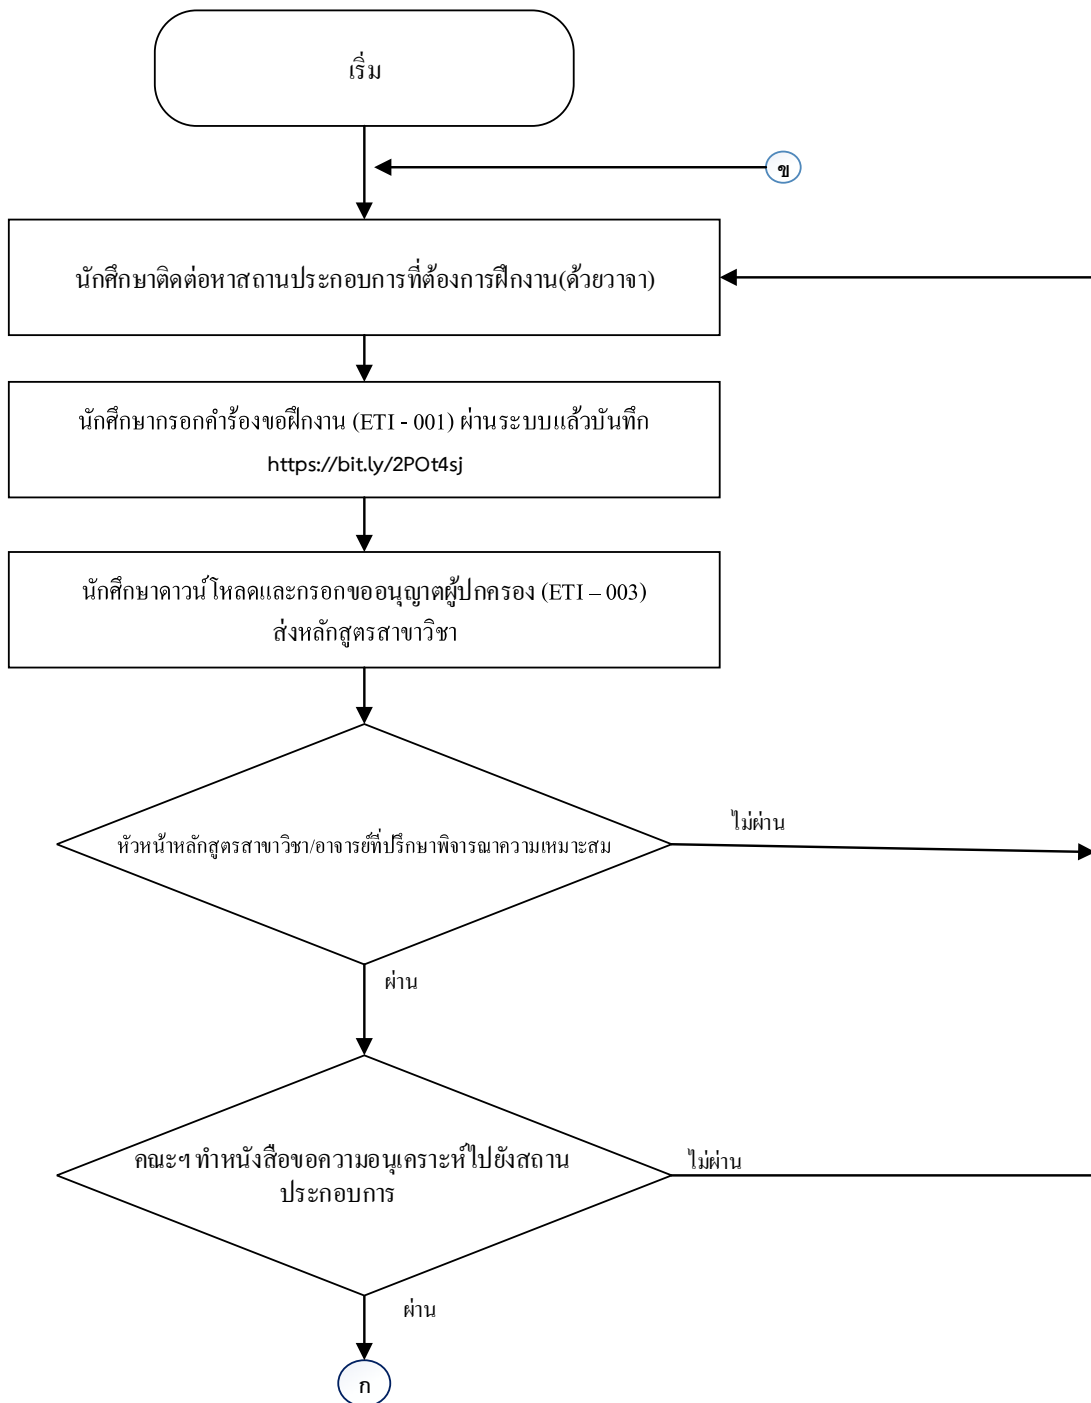 เริ่ม
ข
นักศึกษาติดต่อหาสถานประกอบการที่ต้องการฝึกงาน(ด้วยวาจา)
นักศึกษากรอกคำร้องขอฝึกงาน (ETI - 001) ผ่านระบบแล้วบันทึก
https://bit.ly/2POt4sj
นักศึกษาดาวน์โหลดและกรอกขออนุญาตผู้ปกครอง (ETI – 003)
ส่งหลักสูตรสาขาวิชา
ไม่ผ่าน
หัวหน้าหลักสูตรสาขาวิชา/อาจารย์ที่ปรึกษาพิจารณาความเหมาะสม
ผ่าน
คณะฯ ทำหนังสือขอความอนุเคราะห์ไปยังสถาน
ประกอบการ
ไม่ผ่าน
ผ่าน
ก